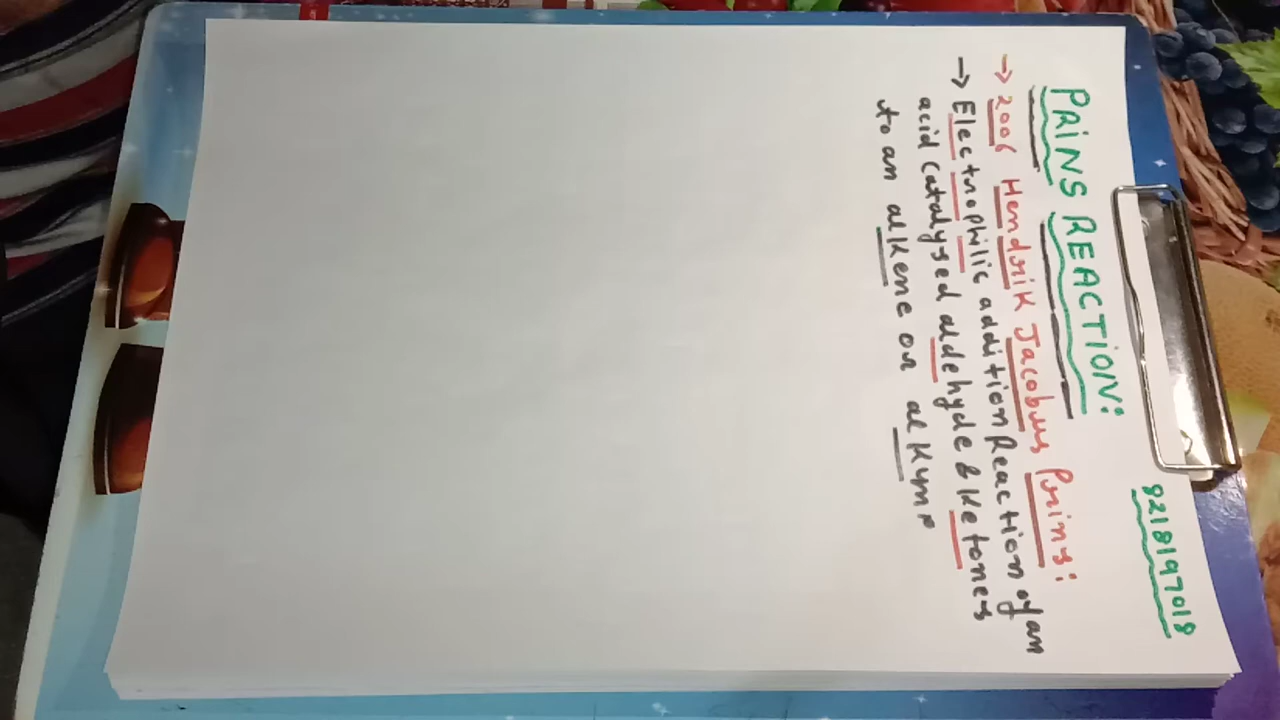 9218197018
PRINS REACTION:
→ 2006 Hendrik Jacobus Prins:
→ Electrophilic addition Reaction of an
acid catalysed aldehyde & Ketones
to an alkene or alkyne